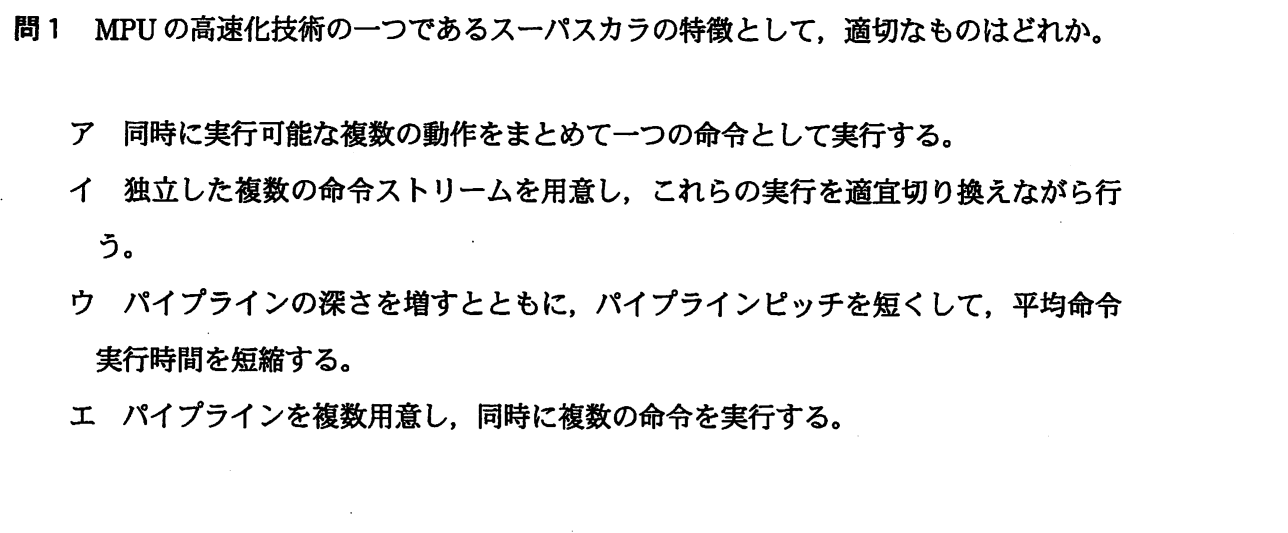 問1 MPUの高速化技術の一つであるスーパスカラの特徴として，適切なものはどれか。
ア 同時に実行可能な複数の動作をまとめて一つの命令として実行する。
イ 独立した複数の命令ストリームを用意し，これらの実行を適宜切り換えながら行
う。
ウ パイプラインの深さを増すとともに，パイプラインピッチを短くして，平均命令
実行時間を短縮する。
エ パイプラインを複数用意し，同時に複数の命令を実行する。